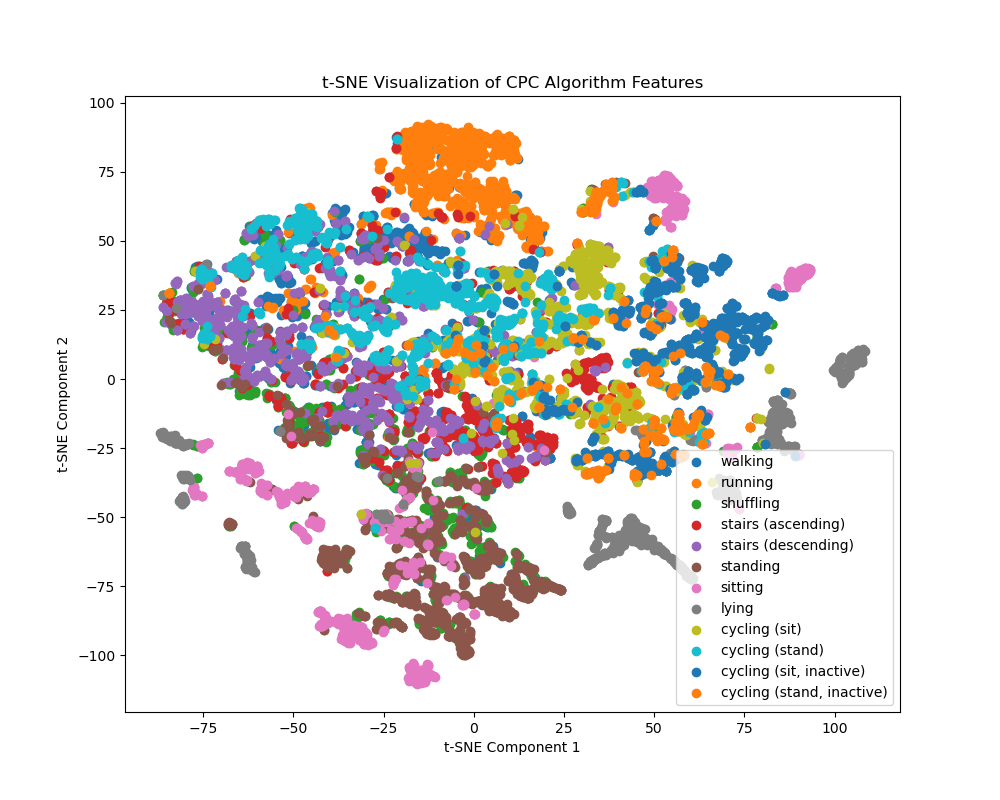 t-SNE Visualization of CPC Algorithm Features
100
75
50
25
0
−25
−50
−75
−100
t-SNE Component 2
−75
−50
−25
0
25
50
75
100
t-SNE Component 1
walking
running
shuffling
stairs (ascending)
stairs (descending)
standing
sitting
lying
cycling (sit)
cycling (stand)
cycling (sit, inactive)
cycling (stand, inactive)